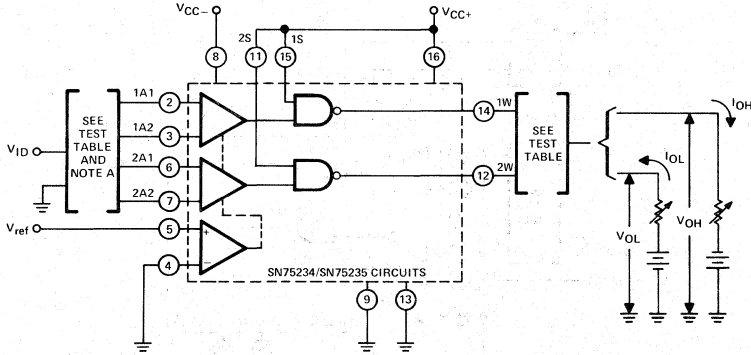 VCC−
VCC+
2S
1S
8
11
15
16
SEE
TEST
TABLE
AND
NOTE A
VID
1A1
2
1A2
3
2A1
6
2A2
7
Vref
5
+
4
−
14
1W
12
2W
SEE
TEST
TABLE
IOH
IOL
VOL
VOH
SN75234/SN75235 CIRCUITS
9
13